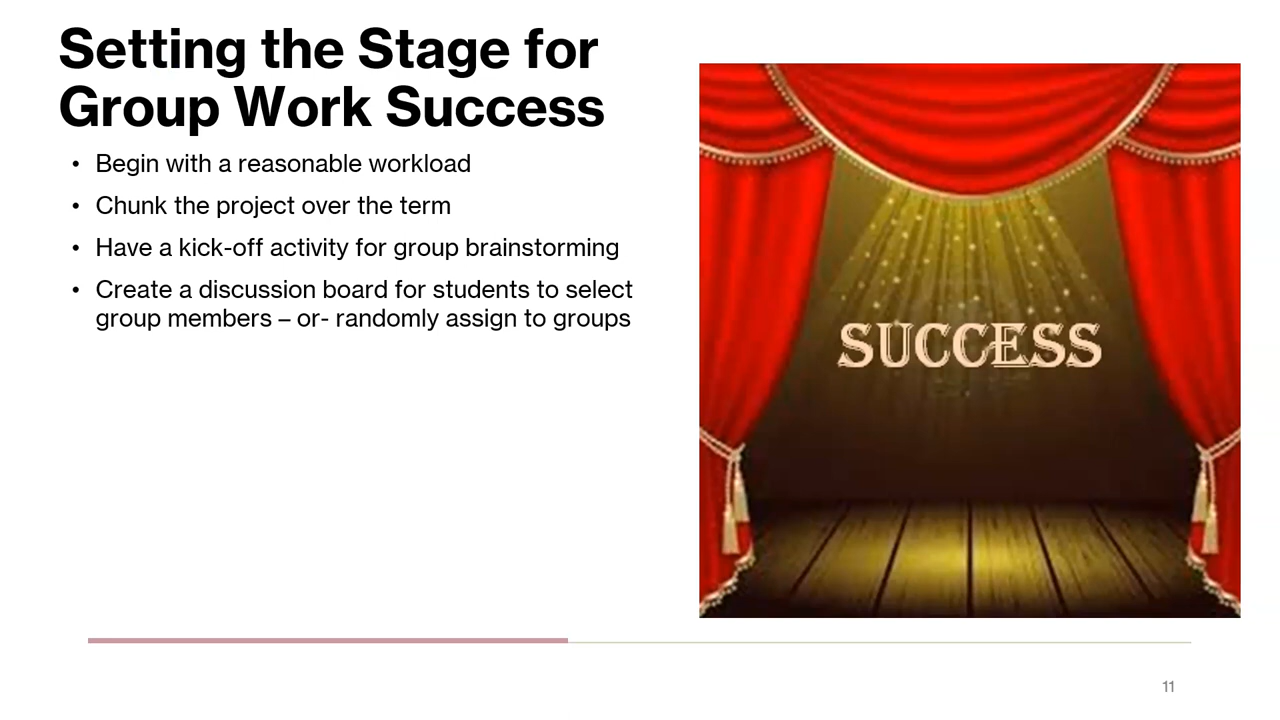 Setting the Stage for
Group Work Success
• Begin with a reasonable workload
• Chunk the project over the term
• Have a kick-off activity for group brainstorming
• Create a discussion board for students to select
group members – or- randomly assign to groups
SUCCESS
11